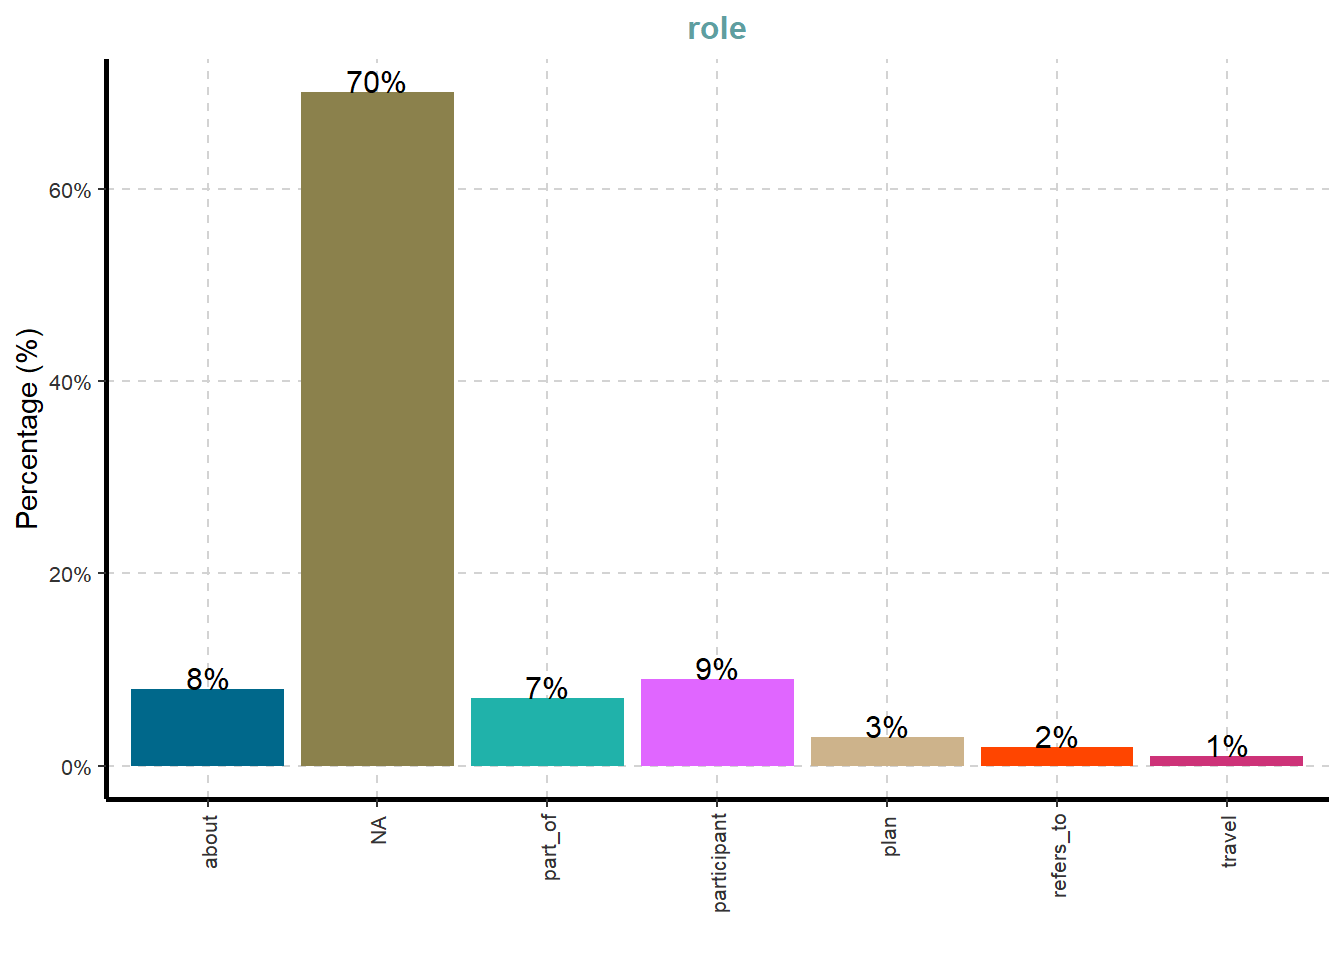 role
Percentage (%)
60%
40%
20%
0%
8%
70%
7%
9%
3%
2%
1%
about
NA
part_of
participant
plan
refers_to
travel